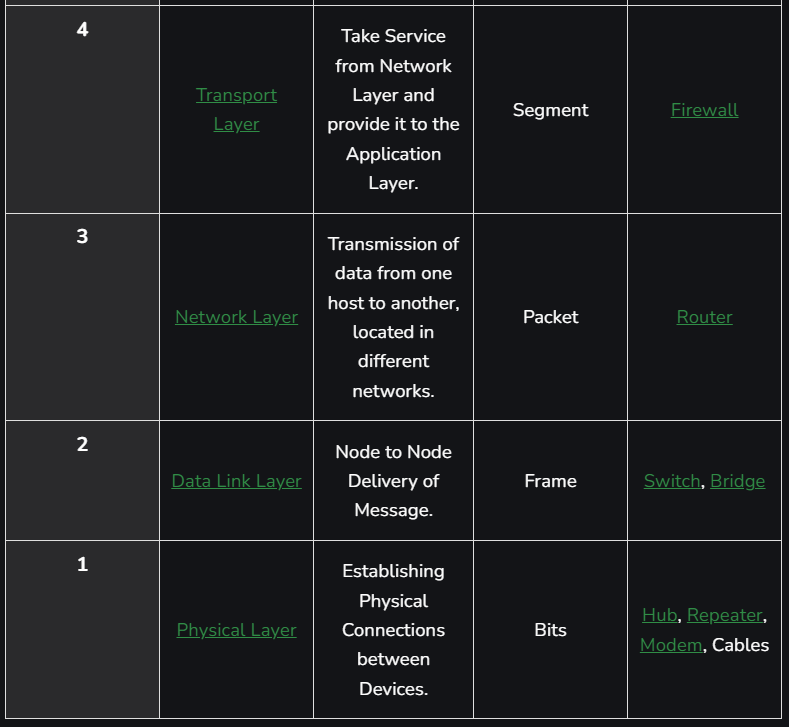 4
Transport
Layer
Take Service
from Network
Layer and
provide it to the
Application
Layer.
Segment
Firewall
3
Network Layer
Transmission of
data from one
host to another,
located in
different
networks.
Packet
Router
2
Data Link Layer
Node to Node
Delivery of
Message.
Frame
Switch, Bridge
1
Physical Layer
Establishing
Physical
Connections
between
Devices.
Bits
Hub, Repeater,
Modem, Cables